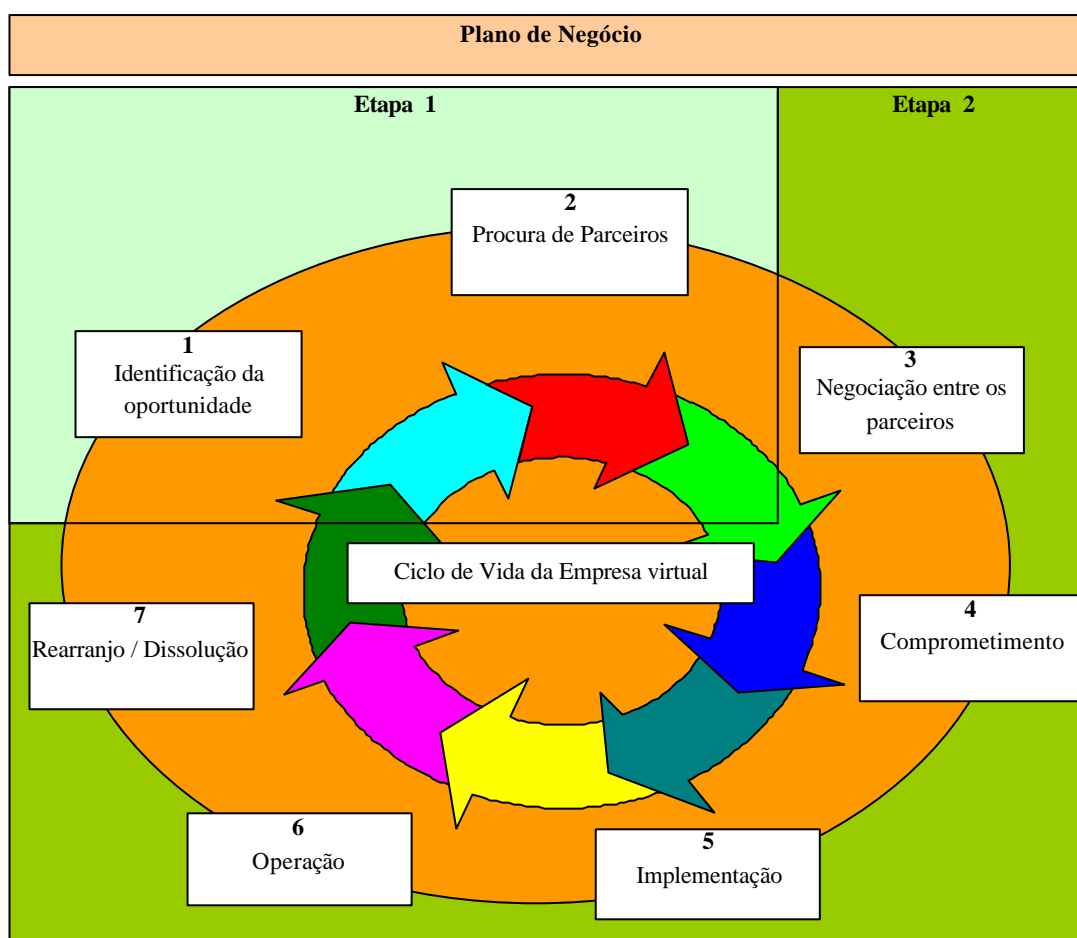 Plano de Negócio
Etapa 1
Etapa 2
1
Identificação da
oportunidade
2
Procura de Parceiros
3
Negociação entre os
parceiros
4
Comprometimento
5
Implementação
6
Operação
7
Rearranjo / Dissolução
Ciclo de Vida da Empresa virtual